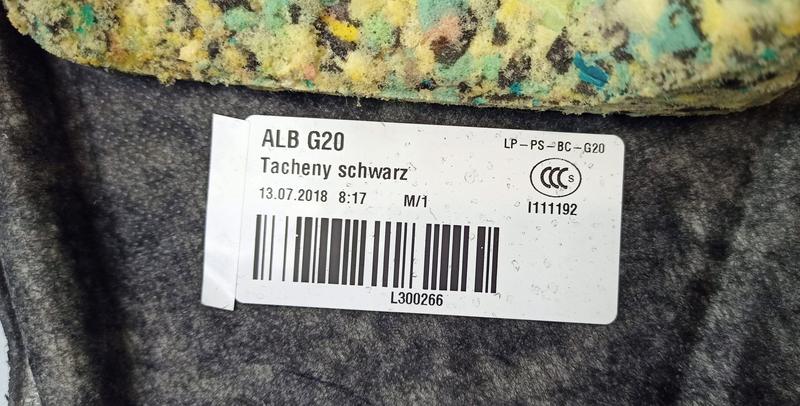 ALB G20
LP-PS-BC-G20
Tacheny schwarz
CCC S
13.07.2018 8:17 M/1
I111192
L300266